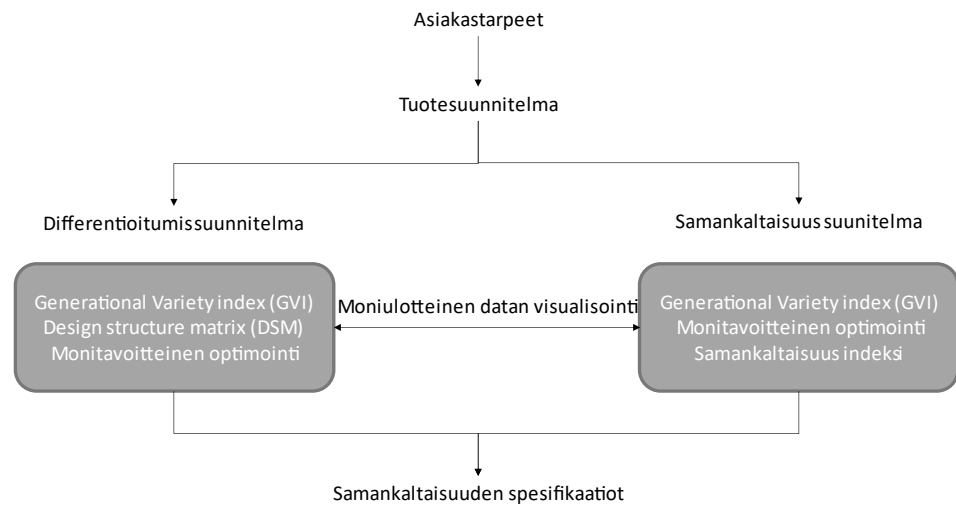 Asiakastarpeet
Tuotesuunnitelma
Differentioitumissuunnitelma
Samankaltaisuus suunitelma
Generational Variety index (GVI)
Design structure matrix (DSM)
Monitavoitteinen optimointi
Moniulotteinen datan visualisointi
Generational Variety index (GVI)
Monitavoitteinen optimointi
Samankaltaisuus indeksi
Samankaltaisuuden spesifikaatiot